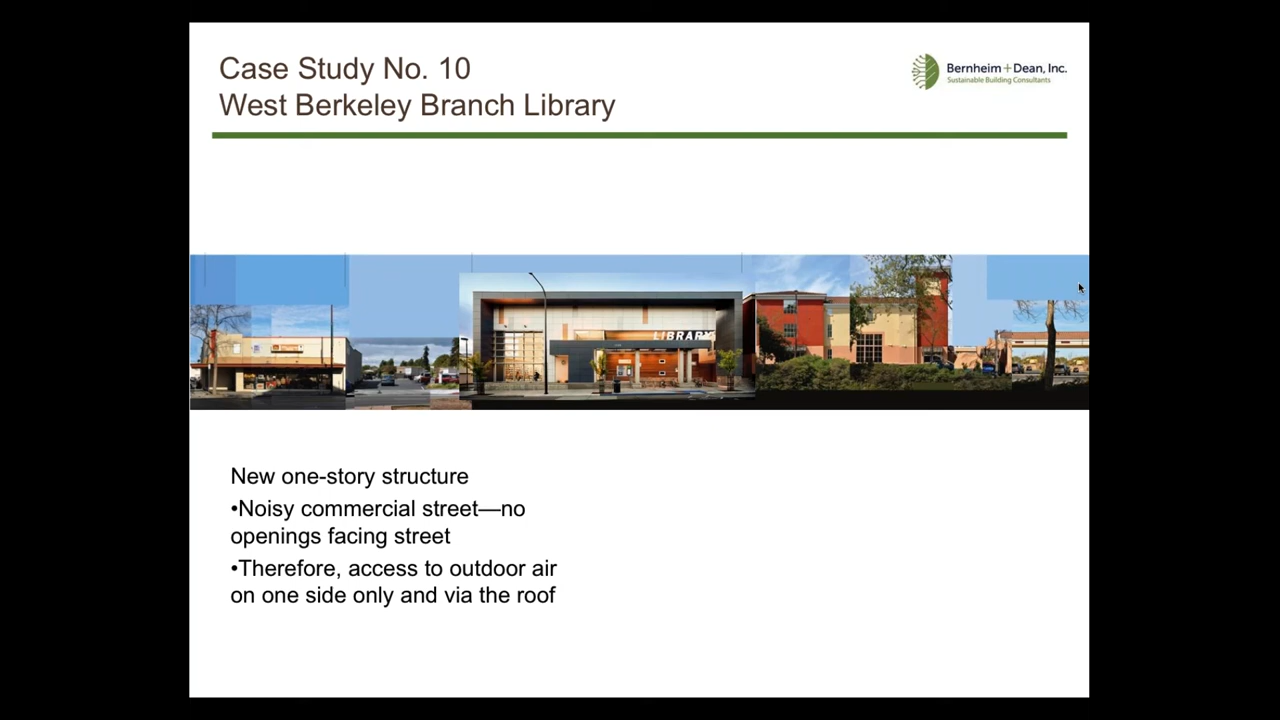 Case Study No. 10
West Berkeley Branch Library
Bernheim+Dean, Inc.
Sustainable Building Consultants
LIBRARY
New one-story structure
•Noisy commercial street—no
openings facing street
•Therefore, access to outdoor air
on one side only and via the roof